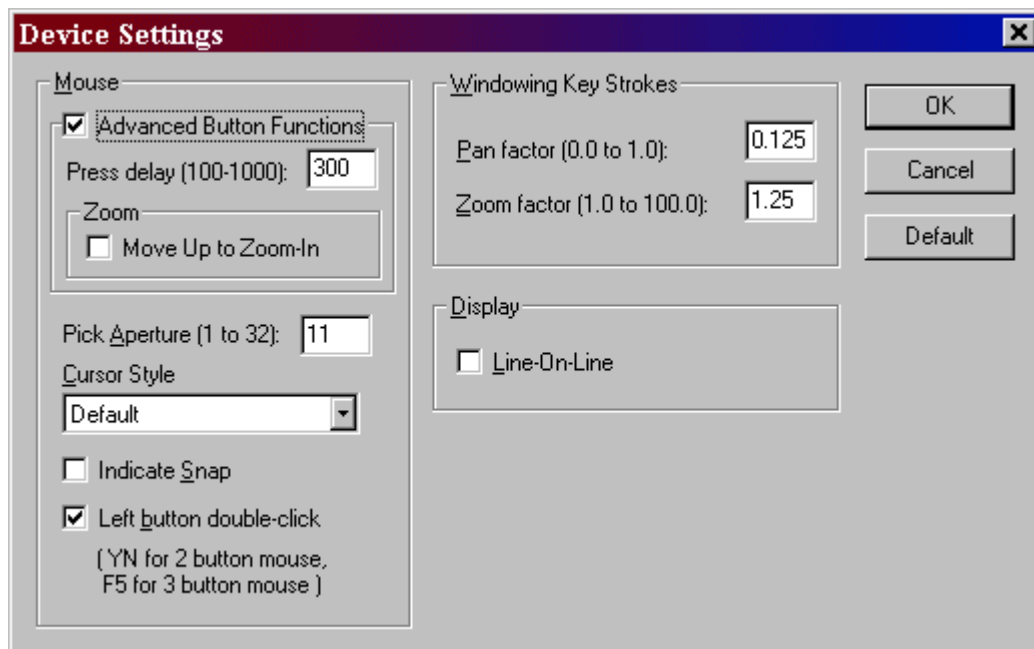 Device Settings
Mouse
Advanced Button Functions
Press delay (100-1000): 300
Zoom
Move Up to Zoom-In
Pick Aperture (1 to 32): 11
Cursor Style
Default
Indicate Snap
Left button double-click
( YN for 2 button mouse,
F5 for 3 button mouse )
Windowing Key Strokes
Pan factor (0.0 to 1.0): 0.125
Zoom factor (1.0 to 100.0): 1.25
Display
Line-On-Line
OK
Cancel
Default